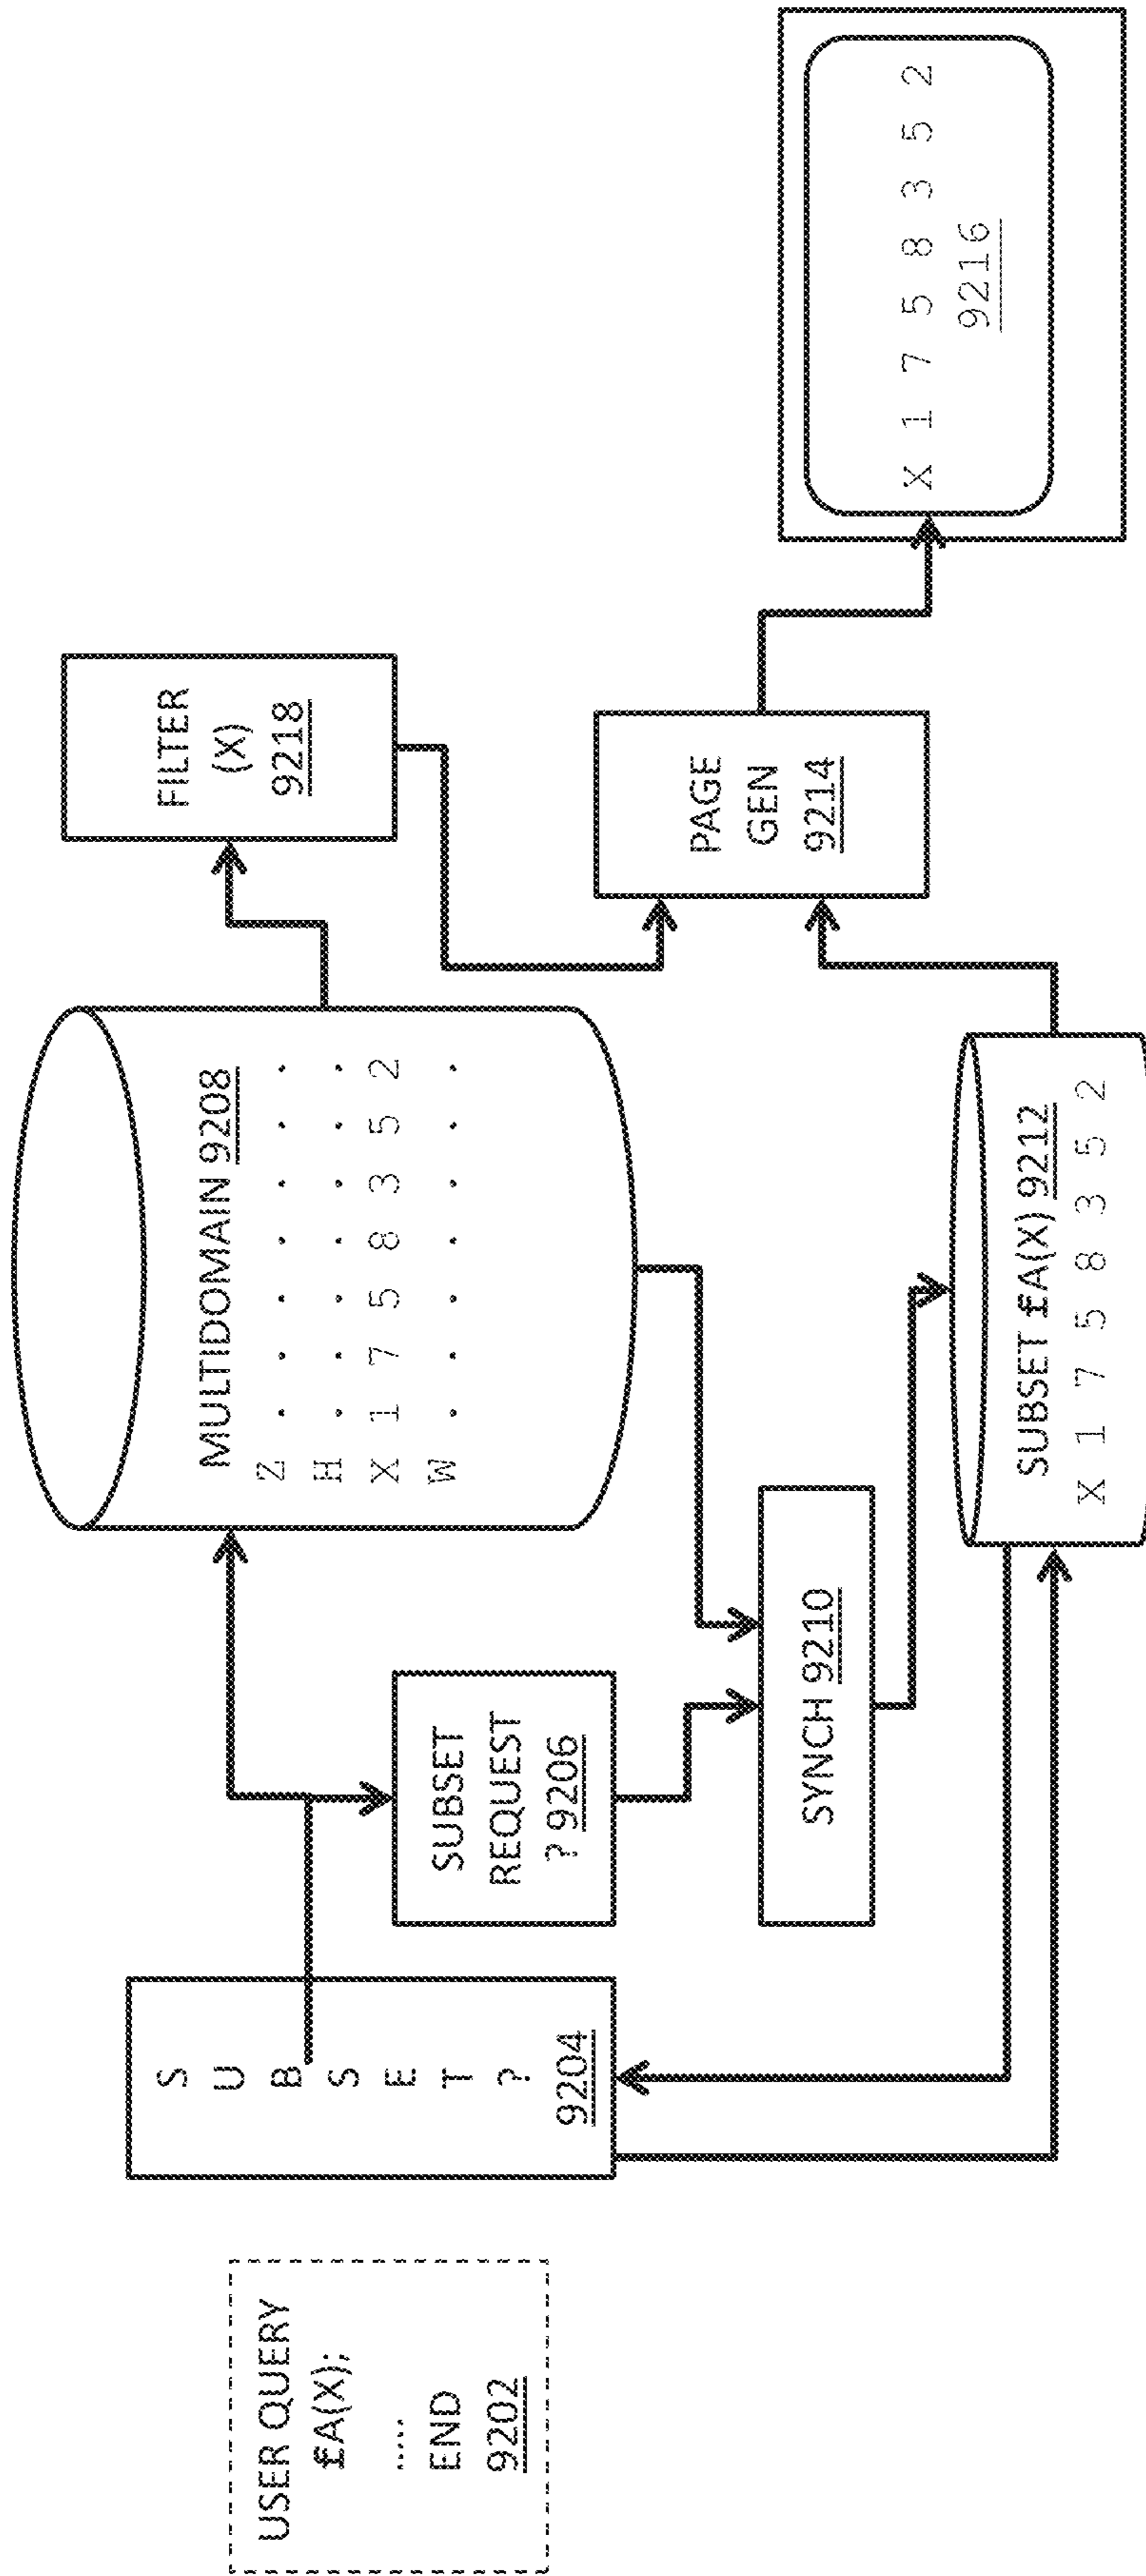 USER QUERY
£A(X);
.....
END
9202
S
U
B
S
E
T
?
9204
SUBSET
REQUEST
? 9206
SYNCH 9210
MULTIDOMAIN 9208
Z . . . . . . .
H . . . . . . .
X 1 7 5 8 3 5 2
W . . . . . . .
SUBSET £A(X) 9212
X 1 7 5 8 3 5 2
FILTER
(X)
9218
PAGE
GEN
9214
X 1 7 5 8 3 5 2
9216